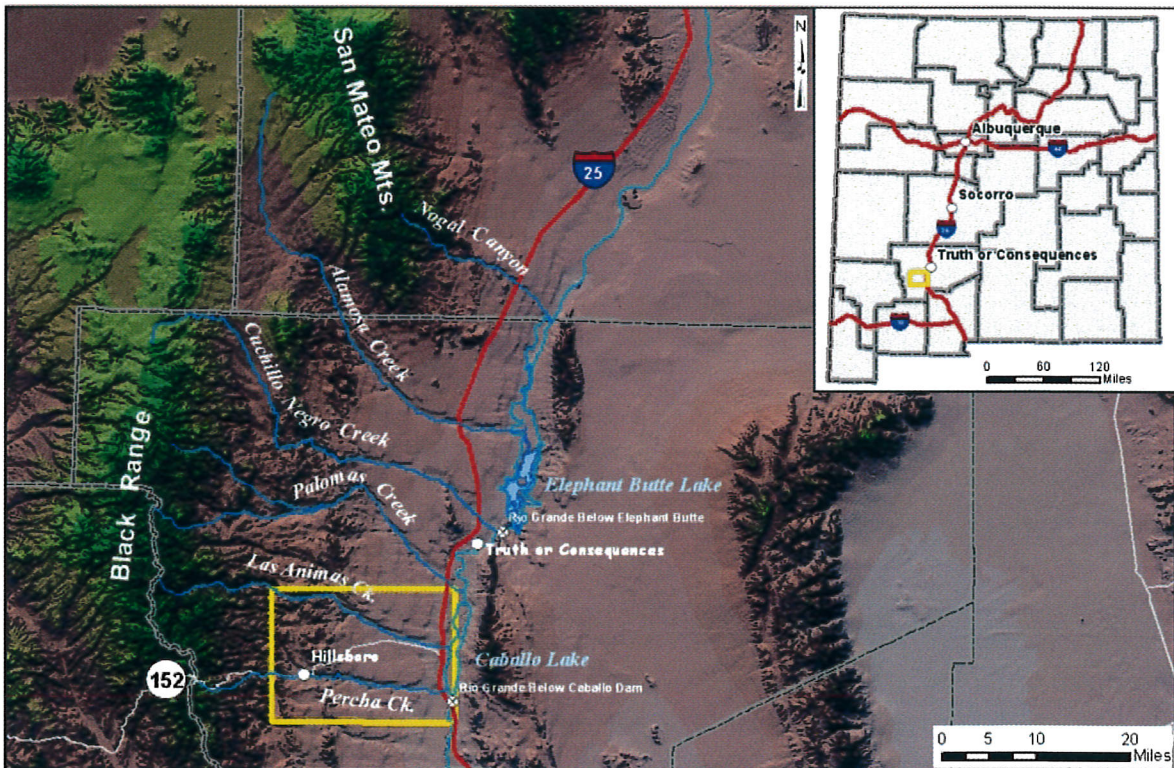 San Mateo Mts.
N
25
Nogal Canyon
Alamosa Creek
Cuchillo Negro Creek
Black Range
Palomas Creek
Elephant Butte Lake
Rio Grande Below Elephant Butte
Truth or Consequances
Las Animas Ck.
Hillsboro
Caballo Lake
152
Percha Ck.
Rio Grande Below Caballo Dam
0 5 10 20
Miles
Albuquerque
Socorro
Truth or Consequences
0 60 120
Miles